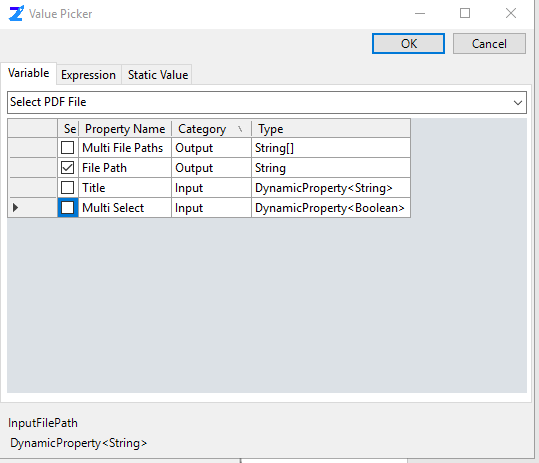 Value Picker
OK Cancel
Variable Expression Static Value
Select PDF File
Se Property Name Category Type
Multi File Paths Output String[]
File Path Output String
Title Input DynamicProperty<String>
Multi Select Input DynamicProperty<Boolean>
InputFilePath
DynamicProperty<String>